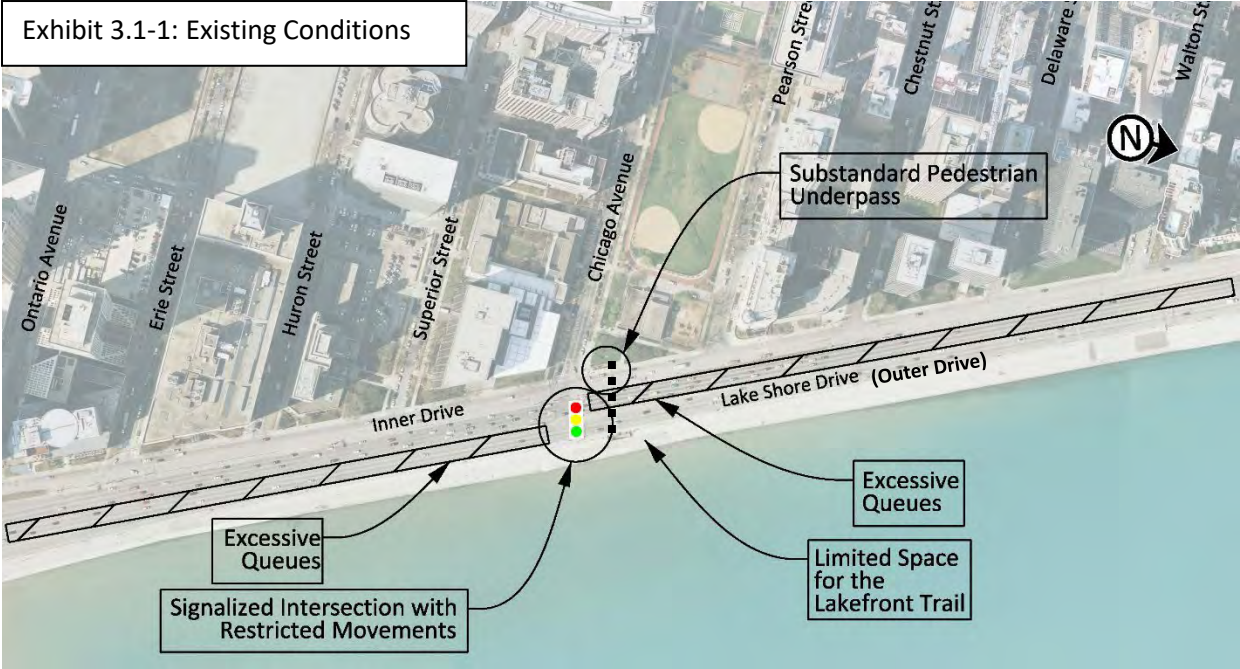 Exhibit 3.1-1: Existing Conditions
Ontario Avenue
Erie Street
Huron Street
Superior Street
Chicago Avenue
Pearson Stree
Chestnut St
Delaware S
Walton St
N
Substandard Pedestrian
Underpass
Inner Drive
Lake Shore Drive (Outer Drive)
Excessive
Queues
Excessive
Queues
Limited Space
for the
Lakefront Trail
Signalized Intersection with
Restricted Movements